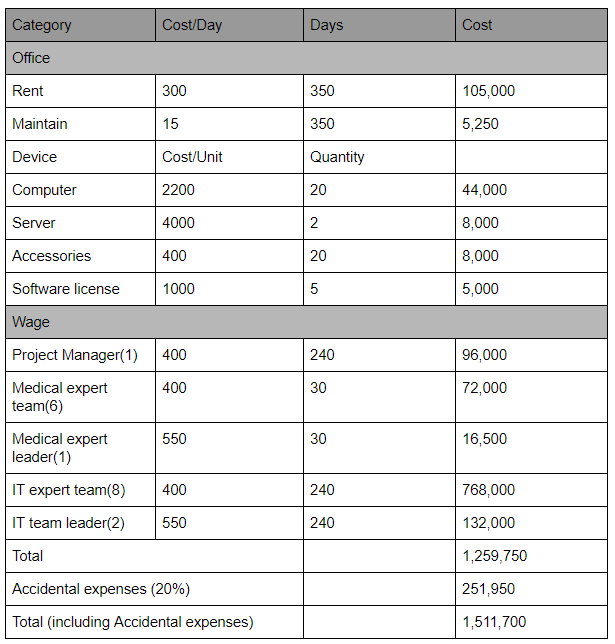 Category Cost/Day Days Cost
Office
Rent 300 350 105,000
Maintain 15 350 5,250
Device Cost/Unit Quantity
Computer 2200 20 44,000
Server 4000 2 8,000
Accessories 400 20 8,000
Software license 1000 5 5,000
Wage
Project Manager(1) 400 240 96,000
Medical expert 400 30 72,000
team(6)
Medical expert 550 30 16,500
leader(1)
IT expert team(8) 400 240 768,000
IT team leader(2) 550 240 132,000
Total 1,259,750
Accidental expenses (20%) 251,950
Total (including Accidental expenses) 1,511,700